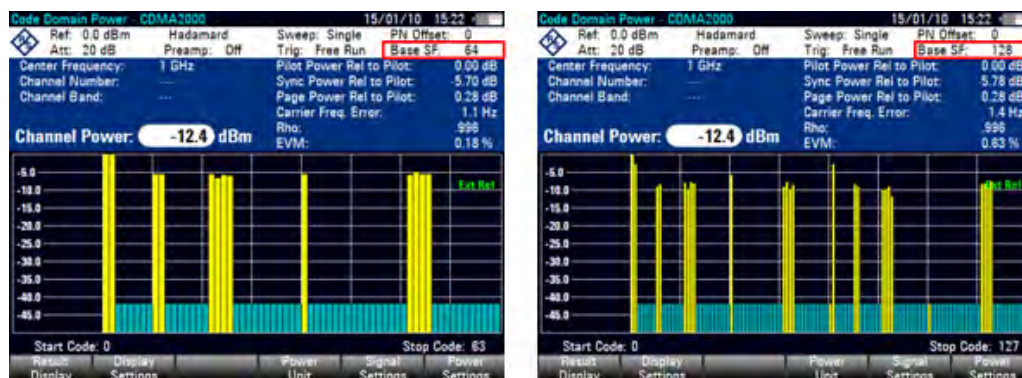 Code Domain Power - CDMA2000 15/01/10 15:22
Ref: 0.0 dBm Hadamard Sweep: Single PN Offset: 0
Att: 20 dB Preamp: Off Trig: Free Run Base SF: 64
Center Frequency: 1 GHz Pilot Power Rel to Pilot: 0.00 dB
Channel Number: --- Sync Power Rel to Pilot: -5.70 dB
Channel Band: --- Page Power Rel to Pilot: 0.28 dB
Carrier Freq. Error: 1.1 Hz
Rho: .996
Channel Power: -12.4 dBm EVM: 0.18 %
-5.0
Ext Ref
-10.0
-15.0
-20.0
-25.0
-30.0
-35.0
-40.0
-45.0
Start Code: 0 Stop Code: 63
Result Display Power Signal Power
Display Settings Unit Settings Settings
Code Domain Power - CDMA2000 15/01/10 15:22
Ref: 0.0 dBm Hadamard Sweep: Single PN Offset: 0
Att: 20 dB Preamp: Off Trig: Free Run Base SF: 128
Center Frequency: 1 GHz Pilot Power Rel to Pilot: 0.00 dB
Channel Number: --- Sync Power Rel to Pilot: -5.78 dB
Channel Band: --- Page Power Rel to Pilot: 0.28 dB
Carrier Freq. Error: 1.4 Hz
Rho: .996
Channel Power: -12.4 dBm EVM: 0.63 %
-5.0
Ext Ref
-10.0
-15.0
-20.0
-25.0
-30.0
-35.0
-40.0
-45.0
Start Code: 0 Stop Code: 127
Result Display Power Signal Power
Display Settings Unit Settings Settings